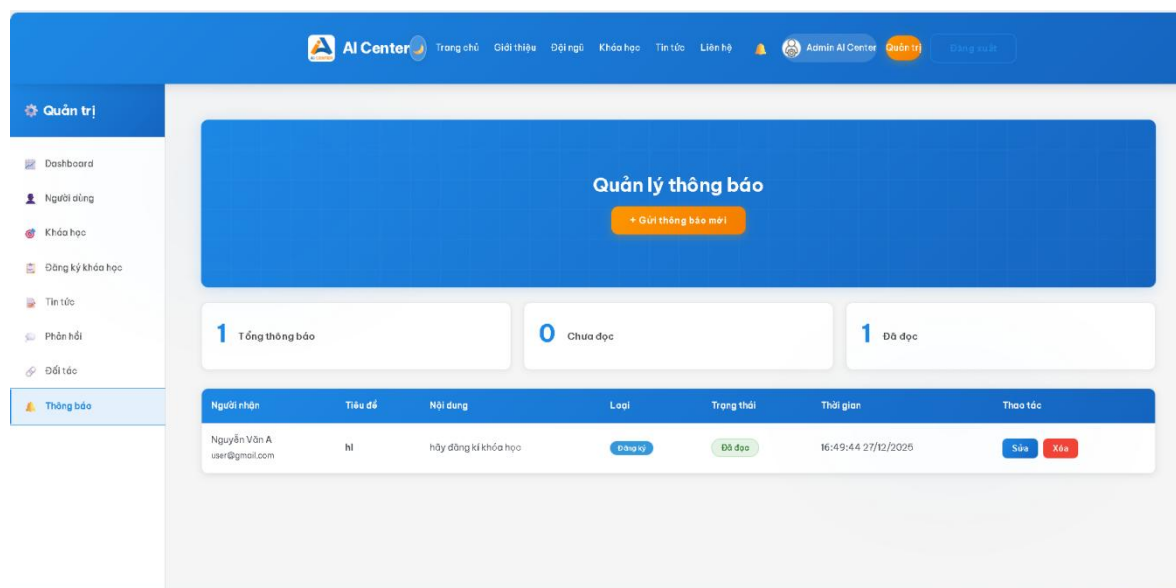 AI Center Trang chủ Giới thiệu Đội ngũ Khóa học Tin tức Liên hệ Admin AI Center Quản trị Đăng xuất
Quản trị
Dashboard
Người dùng
Khóa học
Đăng ký khóa học
Tin tức
Phản hồi
Đối tác
Thông báo
Quản lý thông báo
+ Gửi thông báo mới
1 Tổng thông báo
0 Chưa đọc
1 Đã đọc
Người nhận Tiêu đề Nội dung Loại Trạng thái Thời gian Thao tác
Nguyễn Văn A
user@gmail.com
hI hãy đăng kí khóa học Đăng ký Đã đọc 16:49:44 27/12/2025 Sửa Xóa